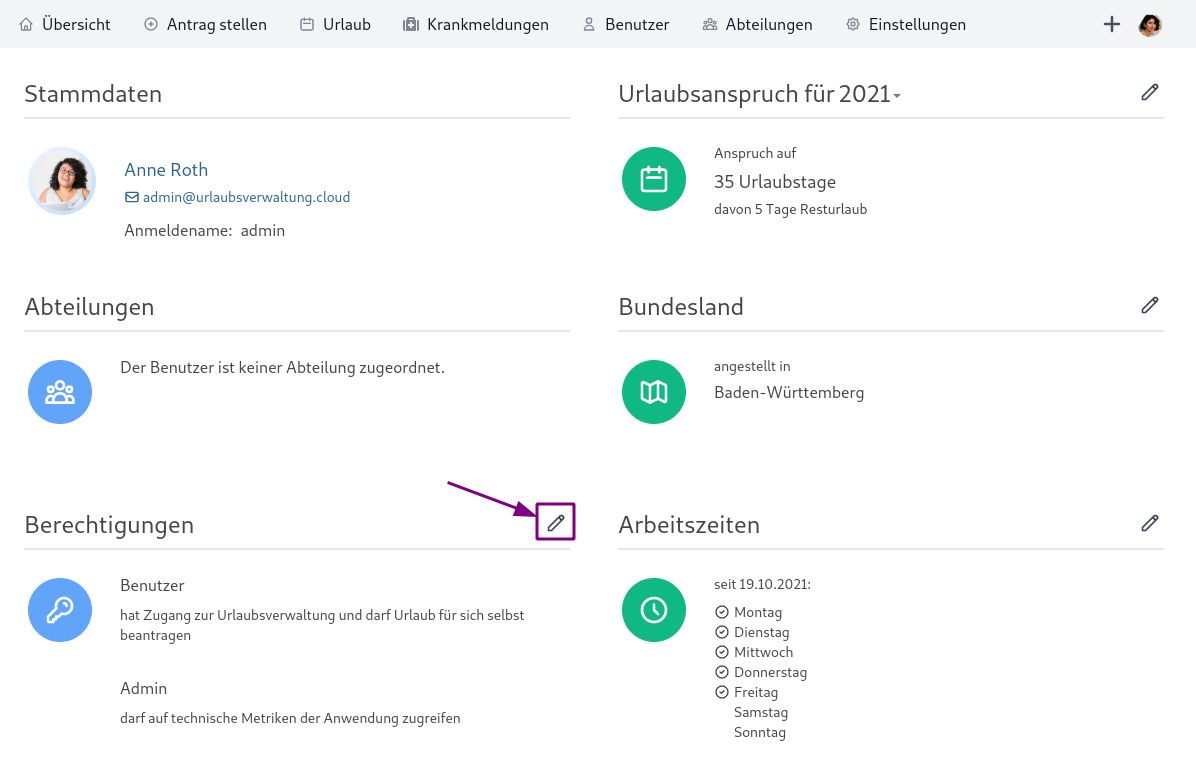 Übersicht Antrag stellen Urlaub Krankmeldungen Benutzer Abteilungen Einstellungen
Stammdaten
Anne Roth
admin@urlaubsverwaltung.cloud
Anmeldename: admin
Urlaubsanspruch für 2021
Anspruch auf
35 Urlaubstage
davon 5 Tage Resturlaub
Abteilungen
Der Benutzer ist keiner Abteilung zugeordnet.
Bundesland
angestellt in
Baden-Württemberg
Berechtigungen
Benutzer
hat Zugang zur Urlaubsverwaltung und darf Urlaub für sich selbst
beantragen
Admin
darf auf technische Metriken der Anwendung zugreifen
Arbeitszeiten
seit 19.10.2021:
Montag
Dienstag
Mittwoch
Donnerstag
Freitag
Samstag
Sonntag